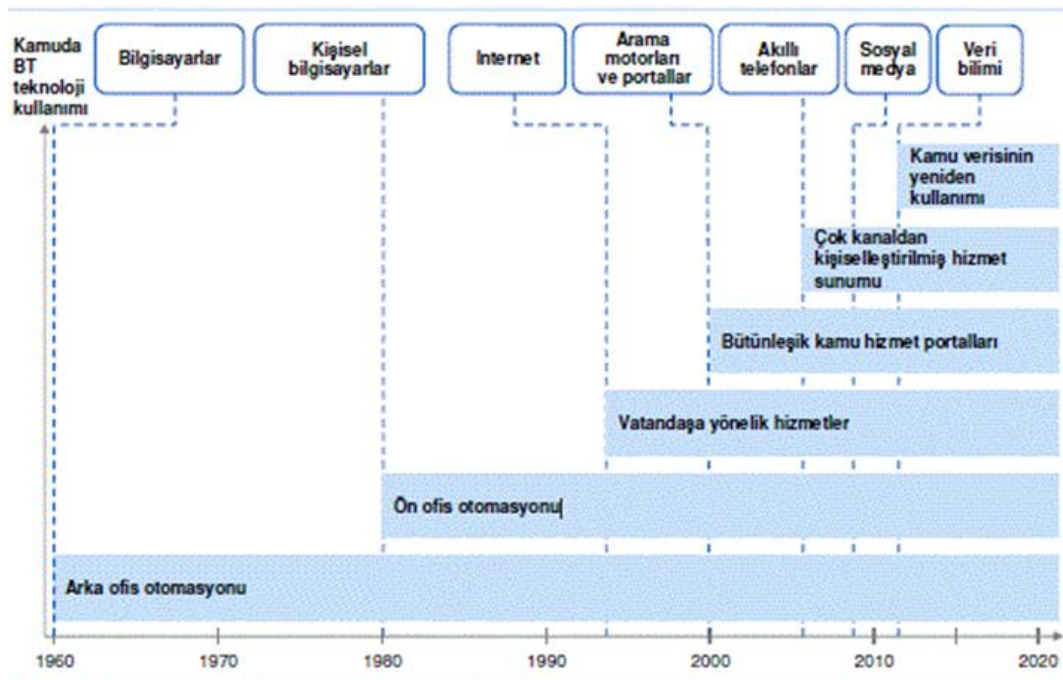 Kamuda
BT
teknoloji
kullanımı
Bilgisayarlar
Kişisel
bilgisayarlar
Internet
Arama
motorları
ve portallar
Akıllı
telefonlar
Sosyal
medya
Veri
bilimi
Kamu verisinin
yeniden
kullanımı
Çok kanaldan
kişiselleştirilmiş hizmet
sunumu
Bütünleşik kamu hizmet portalları
Vatandaşa yönelik hizmetler
Ön ofis otomasyonu
Arka ofis otomasyonu
1960 1970 1980 1990 2000 2010 2020